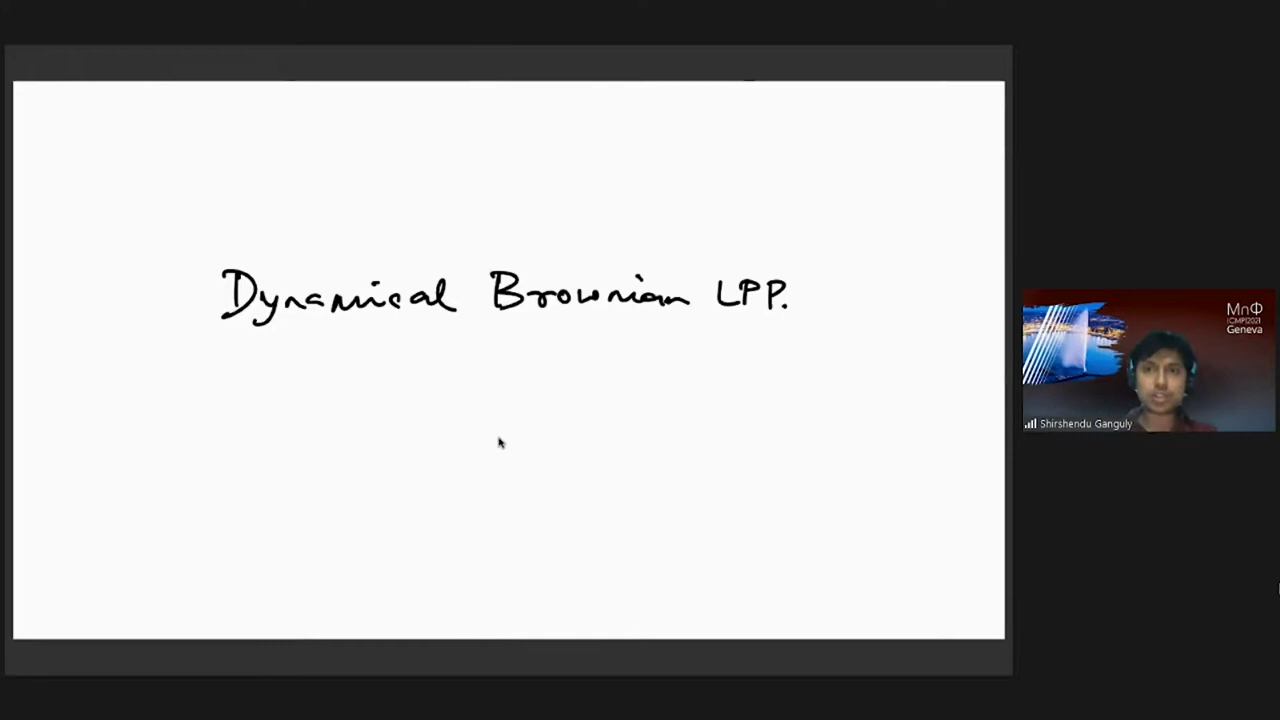 Dynamical Brownian LPP.
MnΦ
ICMP2021
Geneva
Shirshendu Ganguly